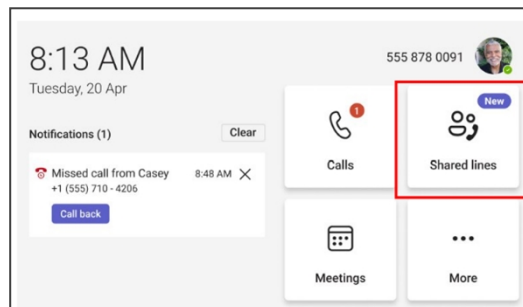 8:13 AM
Tuesday, 20 Apr
555 878 0091
Notifications (1)
Clear
Missed call from Casey
8:48 AM
+1 (555) 710 - 4206
Call back
1
Calls
New
Shared lines
Meetings
More